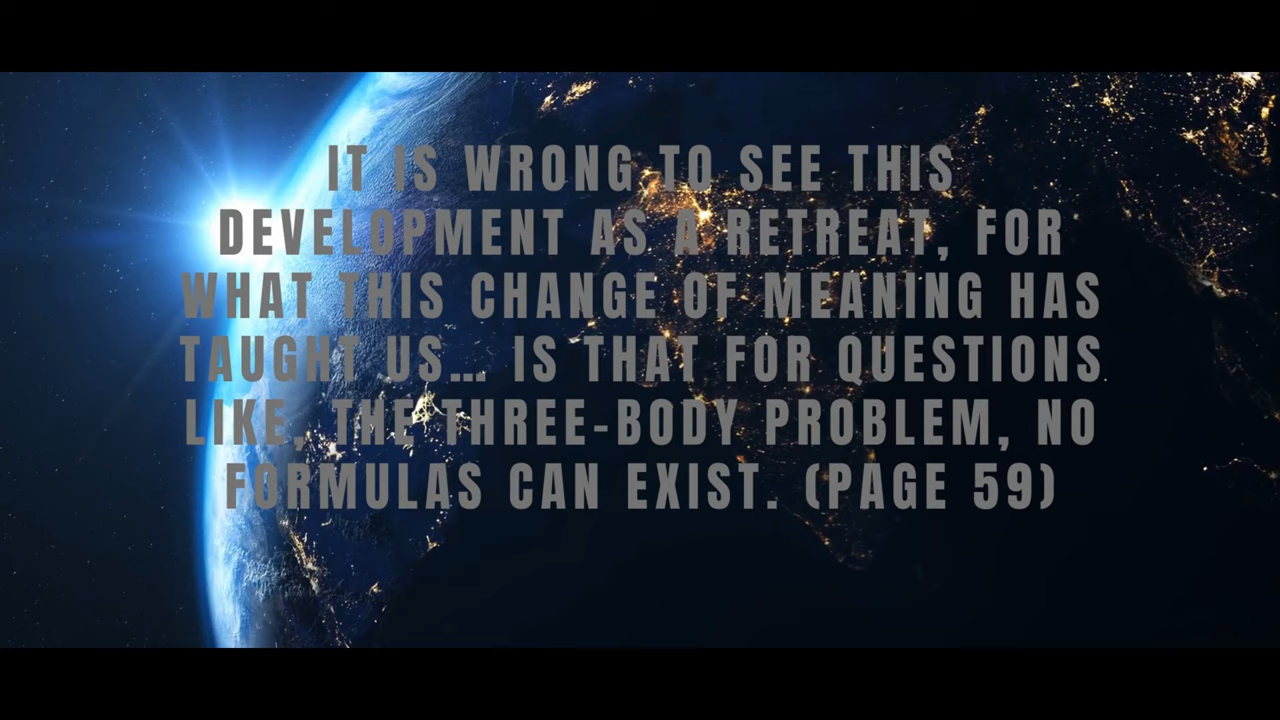 IT IS WRONG TO SEE THIS
DEVELOPMENT AS A RETREAT, FOR
WHAT THIS CHANGE OF MEANING HAS
TAUGHT US... IS THAT FOR QUESTIONS
LIKE, THE THREE-BODY PROBLEM, NO
FORMULAS CAN EXIST. (PAGE 59)